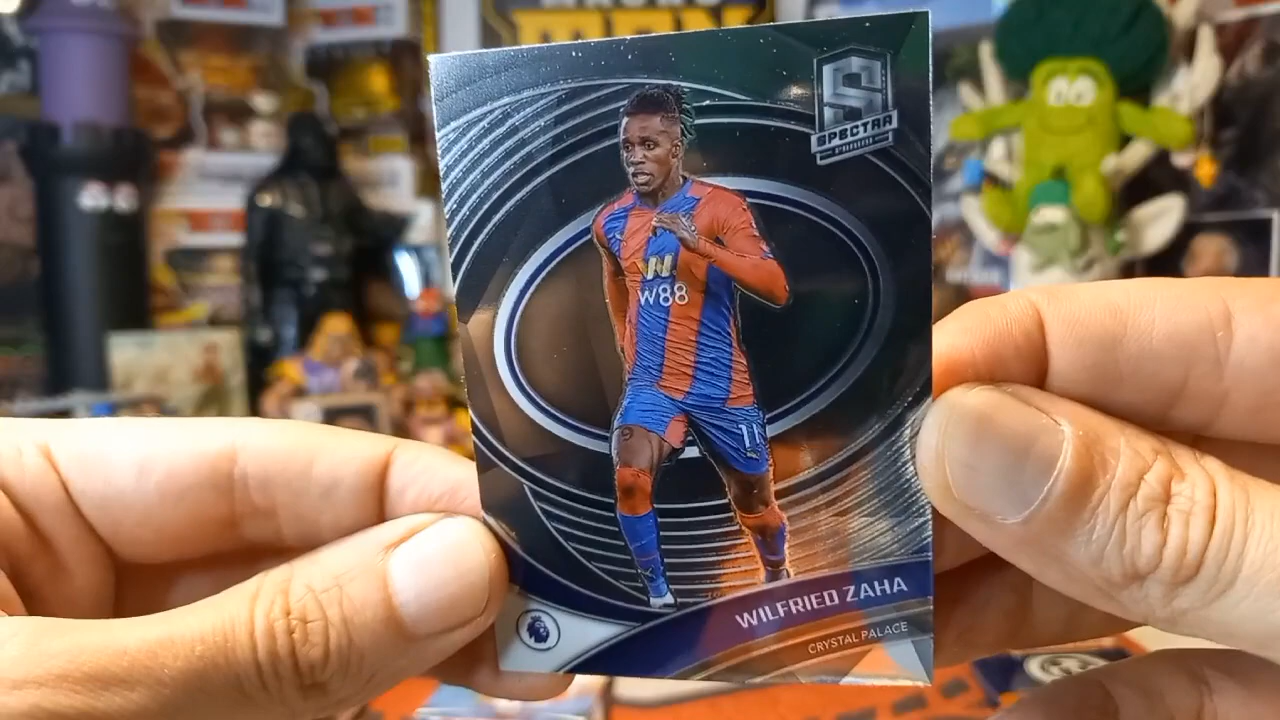 SPECTRA
PANINI
W88
11
WILFRIED ZAHA
CRYSTAL PALACE